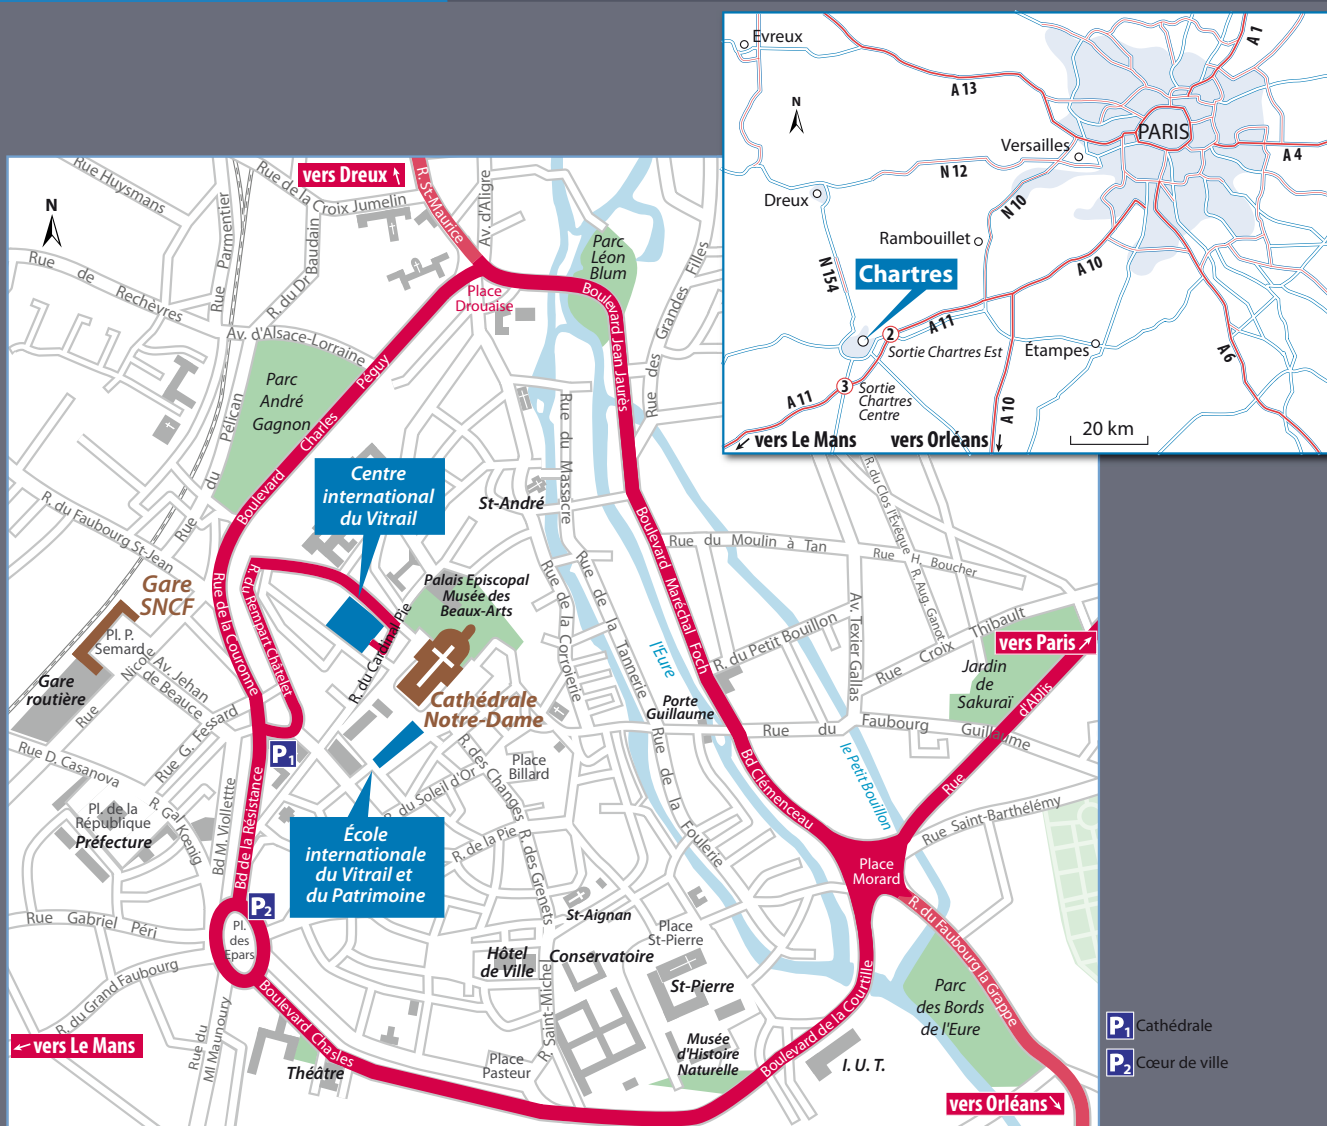 Evreux
A 1
A 13
N
PARIS
Versailles
A 4
N 12
Dreux
N 10
Rambouillet
A 10
N 154
Chartres
2
A 11
Sortie Chartres Est
Étampes
A 6
3
Sortie
Chartres
Centre
A 11
A 10
20 km
vers Le Mans
vers Orléans
Rue Huysmans
Rue de la Croix Jumelin
vers Dreux
R. St-Maurice
Av. d'Aligre
N
Rue Parmentier
R. du Dr Baudain
Rue de Rechèvres
Parc
Léon
Blum
Rue des Grandes Filles
Place
Drouaise
Boulevard Jean Jaurès
Av. d'Alsace-Lorraine
Parc
André
Gagnon
Boulevard Charles Péguy
Rue du Pélican
Rue du Massacre
Centre
international
du Vitrail
St-André
R. du Faubourg St-Jean
R. du Clos l'Évêque
Rue du Moulin à Tan
Rue H. Boucher
R. Aug. Ganot
Boulevard Maréchal Foch
Gare
SNCF
Rue de la Couronne
R. du Rempart Châtelet
Palais Episcopal
Musée des
Beaux-Arts
R. du Cardinal Pie
Rue de la Corroierie
Rue de la Tannerie
l'Eure
R. du Petit Bouillon
Av. Texier Gallas
Rue Croix Thibault
vers Paris
Pl. P.
Semard
Gare
routière
Rue Nicole
Av. Jehan
de Beauce
Jardin
de
Sakuraï
Rue d'Ablis
Cathédrale
Notre-Dame
Porte
Guillaume
Rue du Faubourg Guillaume
Rue G. Fessard
Rue D. Casanova
P1
R. des Changes
Place
Billard
R. du Soleil d'Or
Rue de la Foulerie
Bd Clémenceau
le Petit Bouillon
Rue Saint-Barthélémy
Pl. de la
République
Préfecture
R. Gal Kœnig
Bd M. Viollettte
Bd de la Résistance
École
internationale
du Vitrail et
du Patrimoine
R. de la Pie
R. des Grenets
Place
Morard
P2
Rue Gabriel Péri
Pl.
des
Epars
St-Aignan
Place
St-Pierre
R. du Faubourg la Grappe
Hôtel
de Ville
Conservatoire
St-Pierre
R. du Grand Faubourg
R. Saint-Michel
Parc
des Bords
de l'Eure
Boulevard de la Courtille
Boulevard Chasles
Rue du
Ml Maunoury
vers Le Mans
Théâtre
Place
Pasteur
Musée
d'Histoire
Naturelle
I. U. T.
vers Orléans
P1 Cathédrale
P2 Cœur de ville